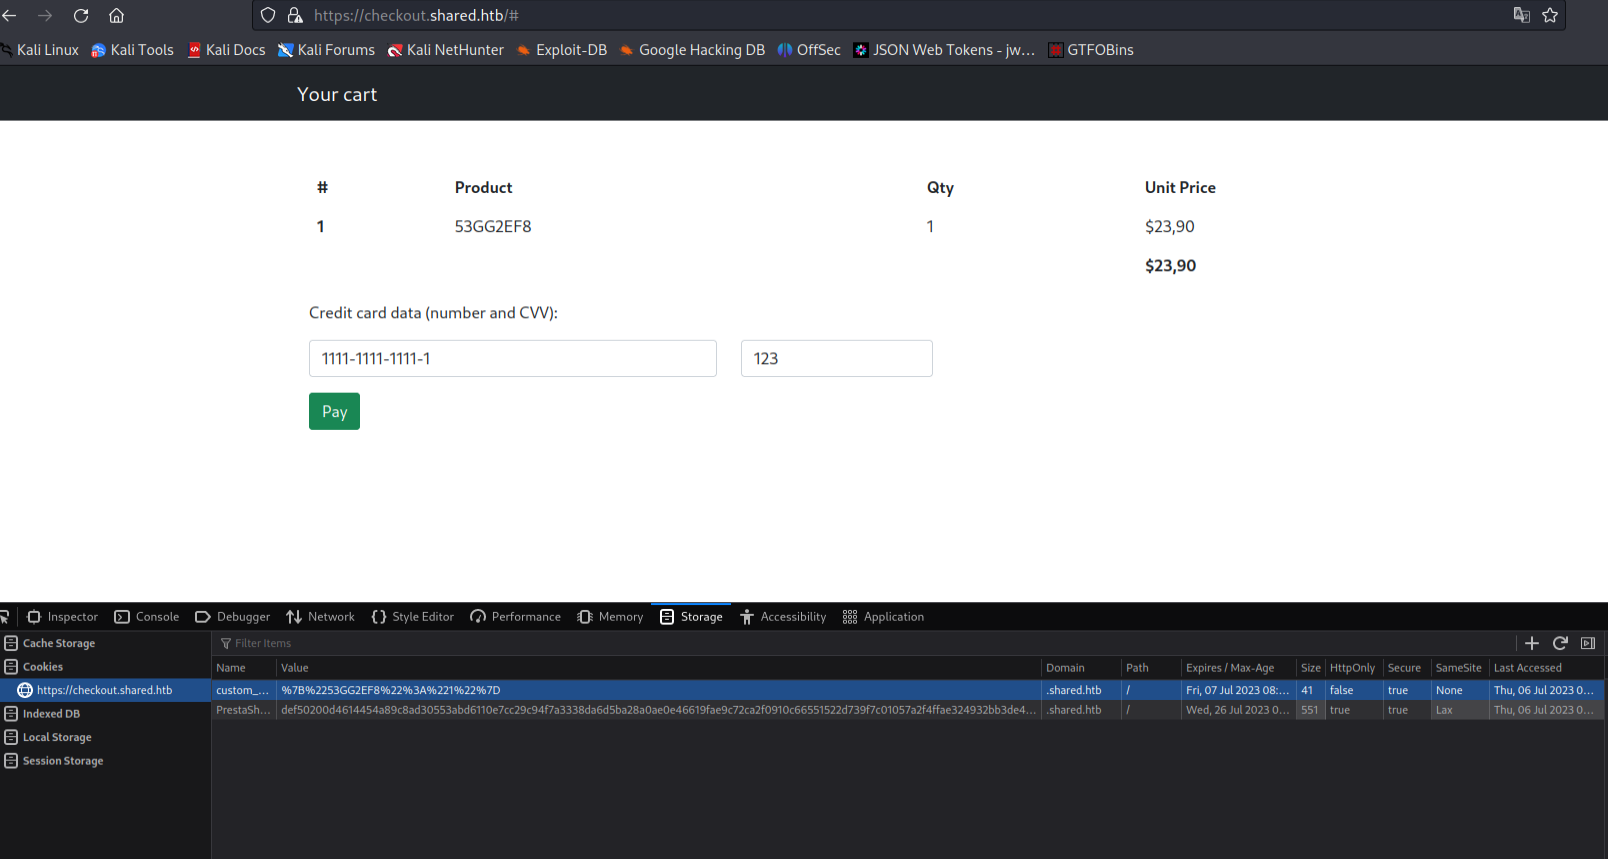 https://checkout.shared.htb/#
Kali Linux Kali Tools Kali Docs Kali Forums Kali NetHunter Exploit-DB Google Hacking DB OffSec JSON Web Tokens - jw… GTFOBins
Your cart
# Product Qty Unit Price
1 53GG2EF8 1 $23,90
$23,90
Credit card data (number and CVV):
1111-1111-1111-1 123
Pay
Inspector Console Debugger Network Style Editor Performance Memory Storage Accessibility Application
Cache Storage Filter Items
Cookies Name Value Domain Path Expires / Max-Age Size HttpOnly Secure SameSite Last Accessed
https://checkout.shared.htb custom_… %7B%2253GG2EF8%22%3A%221%22%7D .shared.htb / Fri, 07 Jul 2023 08:… 41 false true None Thu, 06 Jul 2023 0…
Indexed DB PrestaSh… def50200d4614454a89c8ad30553abd6110e7cc29c94f7a3338da6d5ba28a0ae0e46619fae9c72ca2f0910c66551522d739f7c01057a2f4ffae324932bb3de4… .shared.htb / Wed, 26 Jul 2023 0… 551 true true Lax Thu, 06 Jul 2023 0…
Local Storage
Session Storage